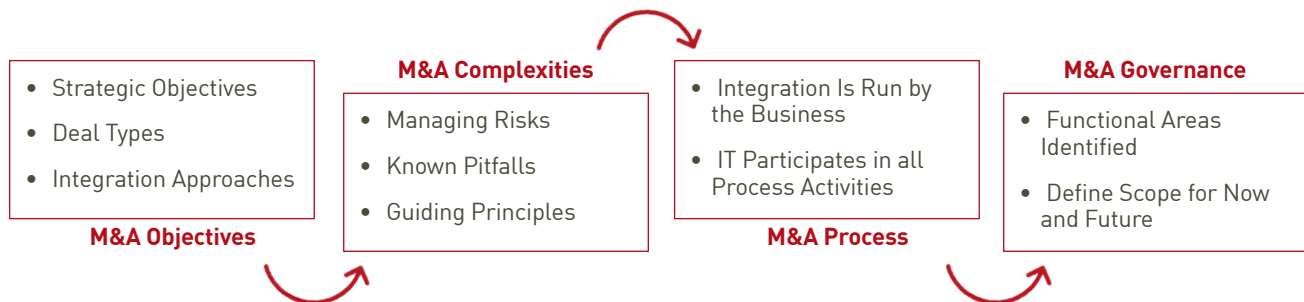 • Strategic Objectives
• Deal Types
• Integration Approaches
M&A Objectives
M&A Complexities
• Managing Risks
• Known Pitfalls
• Guiding Principles
• Integration Is Run by
the Business
• IT Participates in all
Process Activities
M&A Process
M&A Governance
• Functional Areas
Identified
• Define Scope for Now
and Future